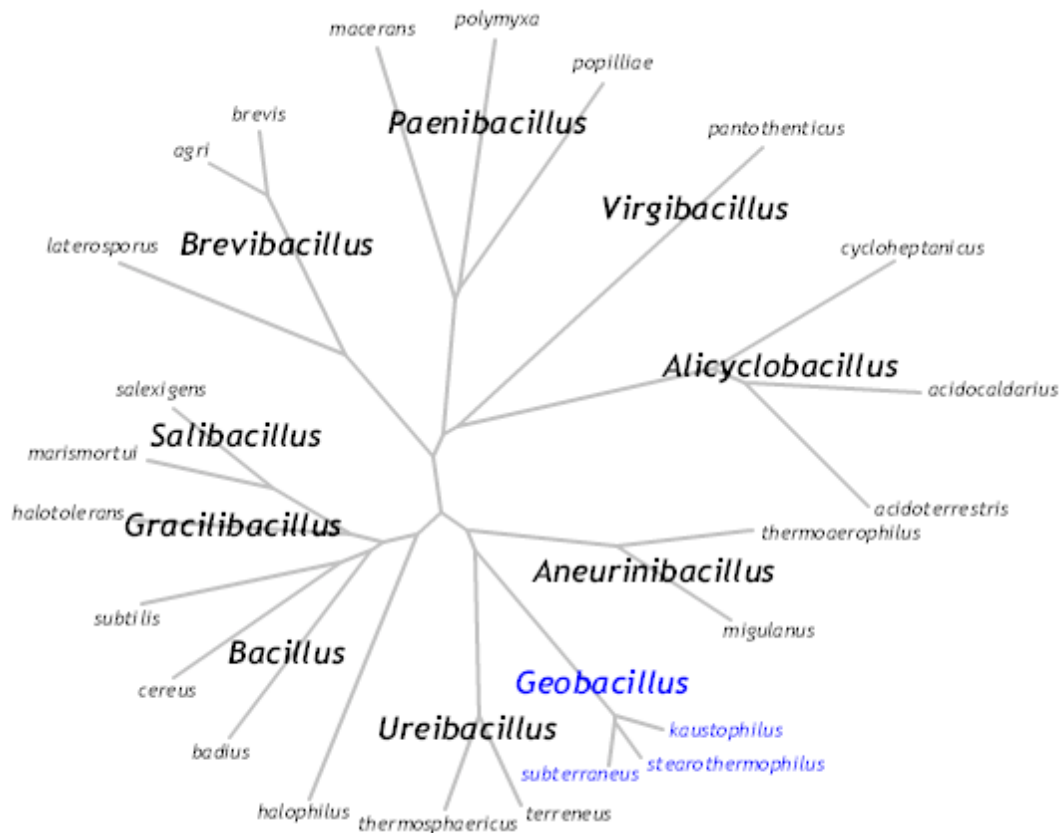 polymyxa
macerans
popilliae
brevis
Paenibacillus
pantothenticus
agri
Virgibacillus
laterosporus
Brevibacillus
cycloheptanicus
Alicyclobacillus
salexigens
acidocaldarius
Salibacillus
marismortui
halotolerans
Gracilibacillus
acidoterrestris
thermoaerophilus
Aneurinibacillus
subtilis
migulanus
Bacillus
cereus
Geobacillus
Ureibacillus
kaustophilus
badius
stearothermophilus
subterraneus
halophilus
terreneus
thermosphaericus